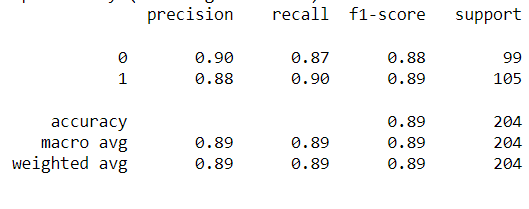 precision recall f1-score support
0 0.90 0.87 0.88 99
1 0.88 0.90 0.89 105
accuracy 0.89 204
macro avg 0.89 0.89 0.89 204
weighted avg 0.89 0.89 0.89 204